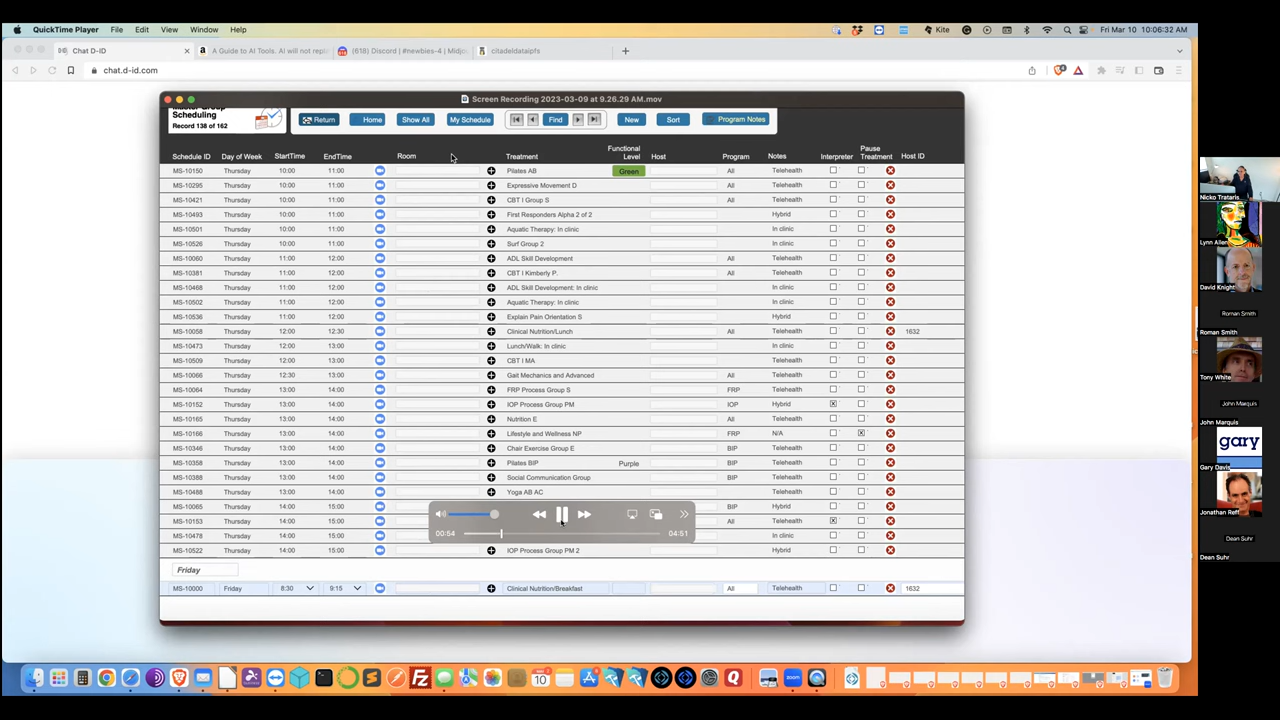 QuickTime Player File Edit View Window Help Kite Fri Mar 10 10:06:32 AM
Chat D-ID A Guide to AI Tools. AI will not repl (618) Discord | #newbies-4 | Midj citadeldataipfs
chat.d-id.com
Screen Recording 2023-03-09 at 9.26.29 AM.mov
Scheduling
Record 138 of 162
Return Home Show All My Schedule Find New Sort Program Notes
Schedule ID Day of Week StartTime EndTime Room Treatment Functional Level Host Program Notes Interpreter Pause Treatment Host ID
MS-10150 Thursday 10:00 11:00 Pilates AB Green All Telehealth
MS-10295 Thursday 10:00 11:00 Expressive Movement D All Telehealth
MS-10421 Thursday 10:00 11:00 CBT I Group S All Telehealth
MS-10493 Thursday 10:00 11:00 First Responders Alpha 2 of 2 Hybrid
MS-10501 Thursday 10:00 11:00 Aquatic Therapy: In clinic In clinic
MS-10526 Thursday 10:00 11:00 Surf Group 2 In clinic
MS-10060 Thursday 11:00 12:00 ADL Skill Development All Telehealth
MS-10381 Thursday 11:00 12:00 CBT I Kimberly P. All Telehealth
MS-10468 Thursday 11:00 12:00 ADL Skill Development: In clinic In clinic
MS-10502 Thursday 11:00 12:00 Aquatic Therapy: In clinic In clinic
MS-10536 Thursday 11:00 12:00 Explain Pain Orientation S Hybrid
MS-10058 Thursday 12:00 12:30 Clinical Nutrition/Lunch All Telehealth 1632
MS-10473 Thursday 12:00 13:00 Lunch/Walk: In clinic In clinic
MS-10509 Thursday 12:00 13:00 CBT I MA Telehealth
MS-10066 Thursday 12:30 13:00 Gait Mechanics and Advanced All Telehealth
MS-10064 Thursday 13:00 14:00 FRP Process Group S FRP Telehealth
MS-10152 Thursday 13:00 14:00 IOP Process Group PM IOP Hybrid
MS-10165 Thursday 13:00 14:00 Nutrition E All Telehealth
MS-10166 Thursday 13:00 14:00 Lifestyle and Wellness NP FRP N/A
MS-10346 Thursday 13:00 14:00 Chair Exercise Group E BIP Telehealth
MS-10358 Thursday 13:00 14:00 Pilates BIP Purple BIP Telehealth
MS-10388 Thursday 13:00 14:00 Social Communication Group BIP Telehealth
MS-10488 Thursday 13:00 14:00 Yoga AB AC Telehealth
MS-10065 Thursday 14:00 15:00 BIP Hybrid
MS-10153 Thursday 14:00 15:00 All Telehealth
MS-10478 Thursday 14:00 15:00 In clinic
MS-10522 Thursday 14:00 15:00 IOP Process Group PM 2 Hybrid
00:54 04:51
Friday
MS-10000 Friday 8:30 9:15 Clinical Nutrition/Breakfast All Telehealth 1632
Nicko Trataris
Lynn Allen
David Knight
Roman Smith
Roman Smith
Tony White
John Marquis
John Marquis
gary
Gary Davis
Jonathan Reff
Dean Suhr
Dean Suhr